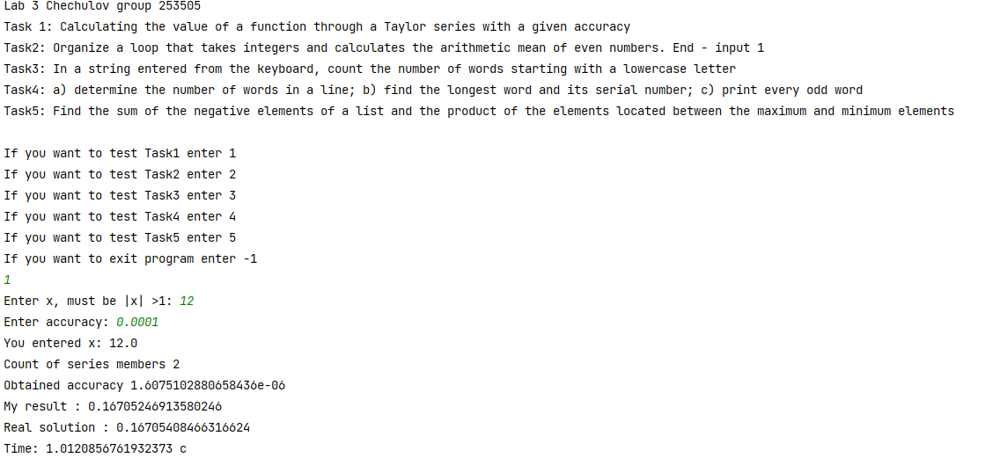 Lab 3 Chechulov group 253505
Task 1: Calculating the value of a function through a Taylor series with a given accuracy
Task2: Organize a loop that takes integers and calculates the arithmetic mean of even numbers. End - input 1
Task3: In a string entered from the keyboard, count the number of words starting with a lowercase letter
Task4: a) determine the number of words in a line; b) find the longest word and its serial number; c) print every odd word
Task5: Find the sum of the negative elements of a list and the product of the elements located between the maximum and minimum elements
If you want to test Task1 enter 1
If you want to test Task2 enter 2
If you want to test Task3 enter 3
If you want to test Task4 enter 4
If you want to test Task5 enter 5
If you want to exit program enter -1
1
Enter x, must be |x| >1: 12
Enter accuracy: 0.0001
You entered x: 12.0
Count of series members 2
Obtained accuracy 1.6075102880658436e-06
My result : 0.16705246913580246
Real solution : 0.16705408466316624
Time: 1.0120856761932373 c